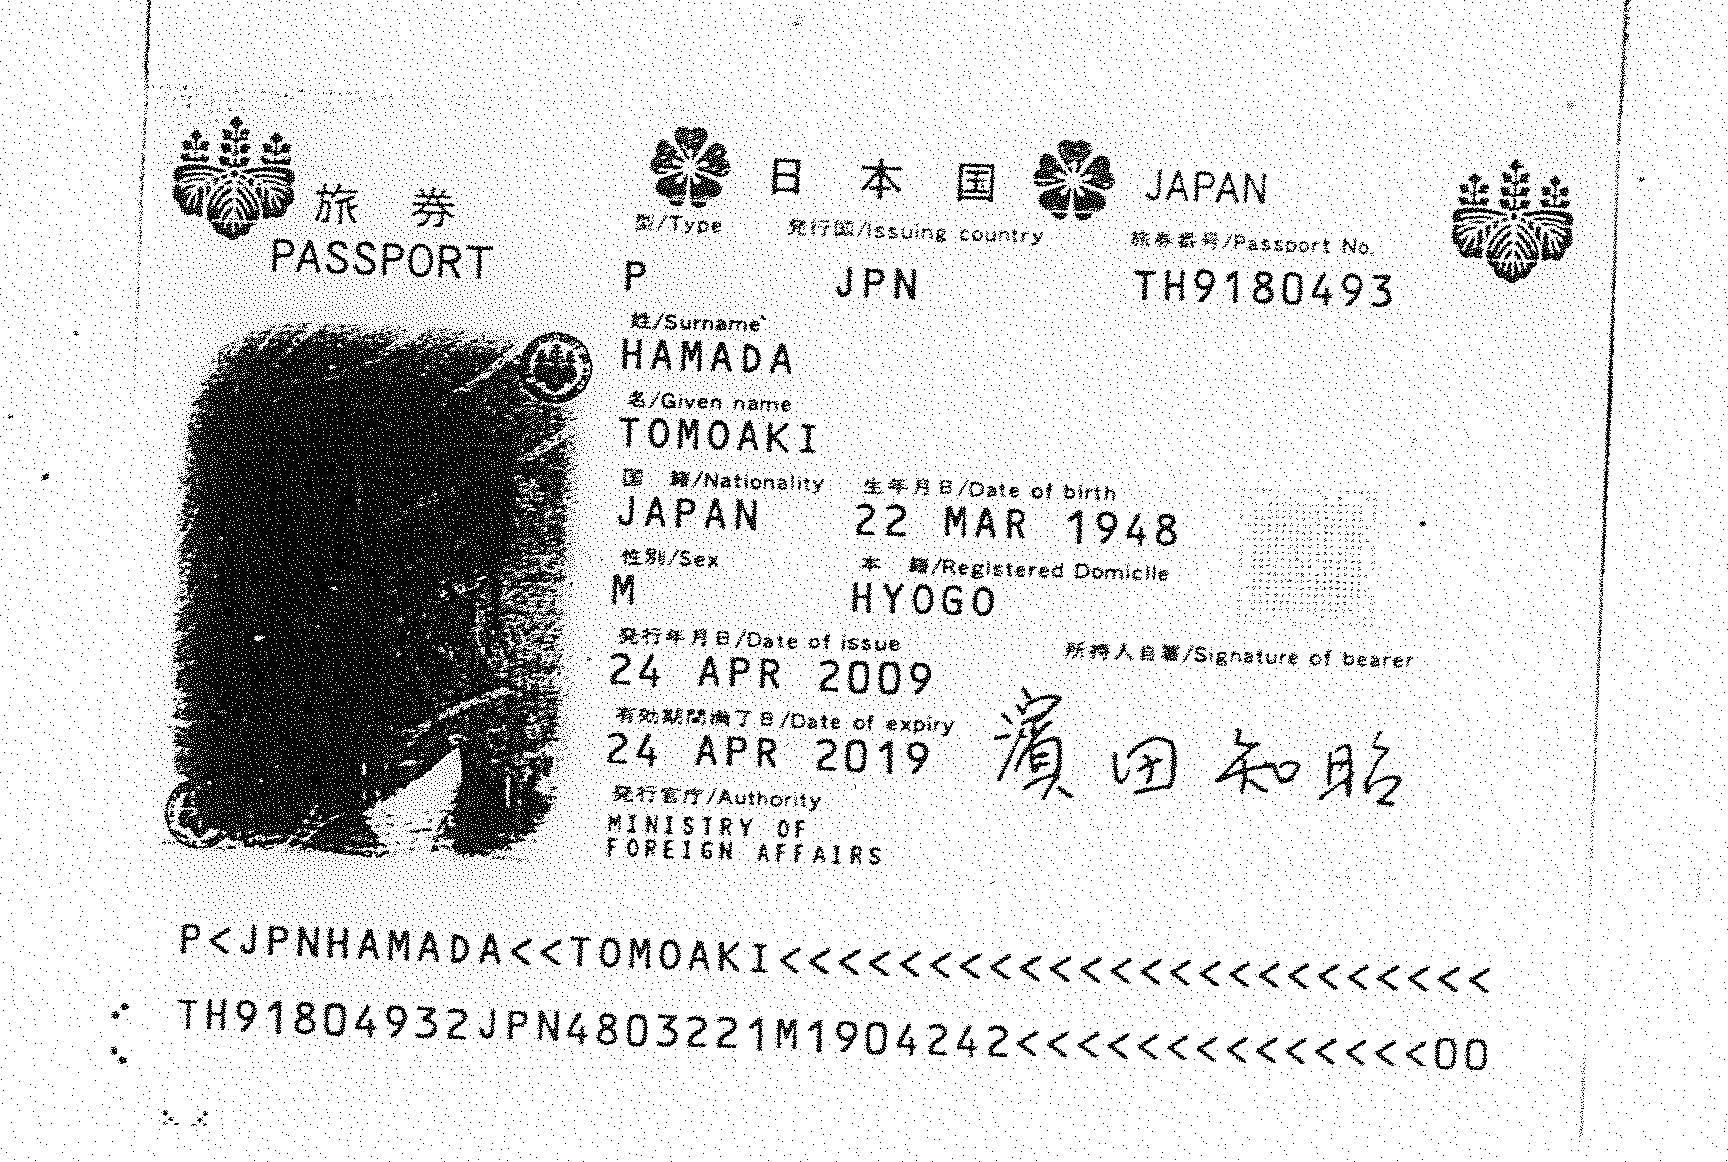 旅 券
PASSPORT
日 本 国 JAPAN
型/Type 発行国/Issuing country 旅券番号/Passport No.
P JPN TH9180493
姓/Surname
HAMADA
名/Given name
TOMOAKI
国 籍/Nationality 生年月日/Date of birth
JAPAN 22 MAR 1948
性別/Sex 本 籍/Registered Domicile
M HYOGO
発行年月日/Date of issue 所持人自署/Signature of bearer
24 APR 2009
有効期間満了日/Date of expiry
24 APR 2019 濵田知昭
発行官庁/Authority
MINISTRY OF
FOREIGN AFFAIRS
P<JPNHAMADA<<TOMOAKI<<<<<<<<<<<<<<<<<<<<<<<<
TH91804932JPN4803221M1904242<<<<<<<<<<<<<<00